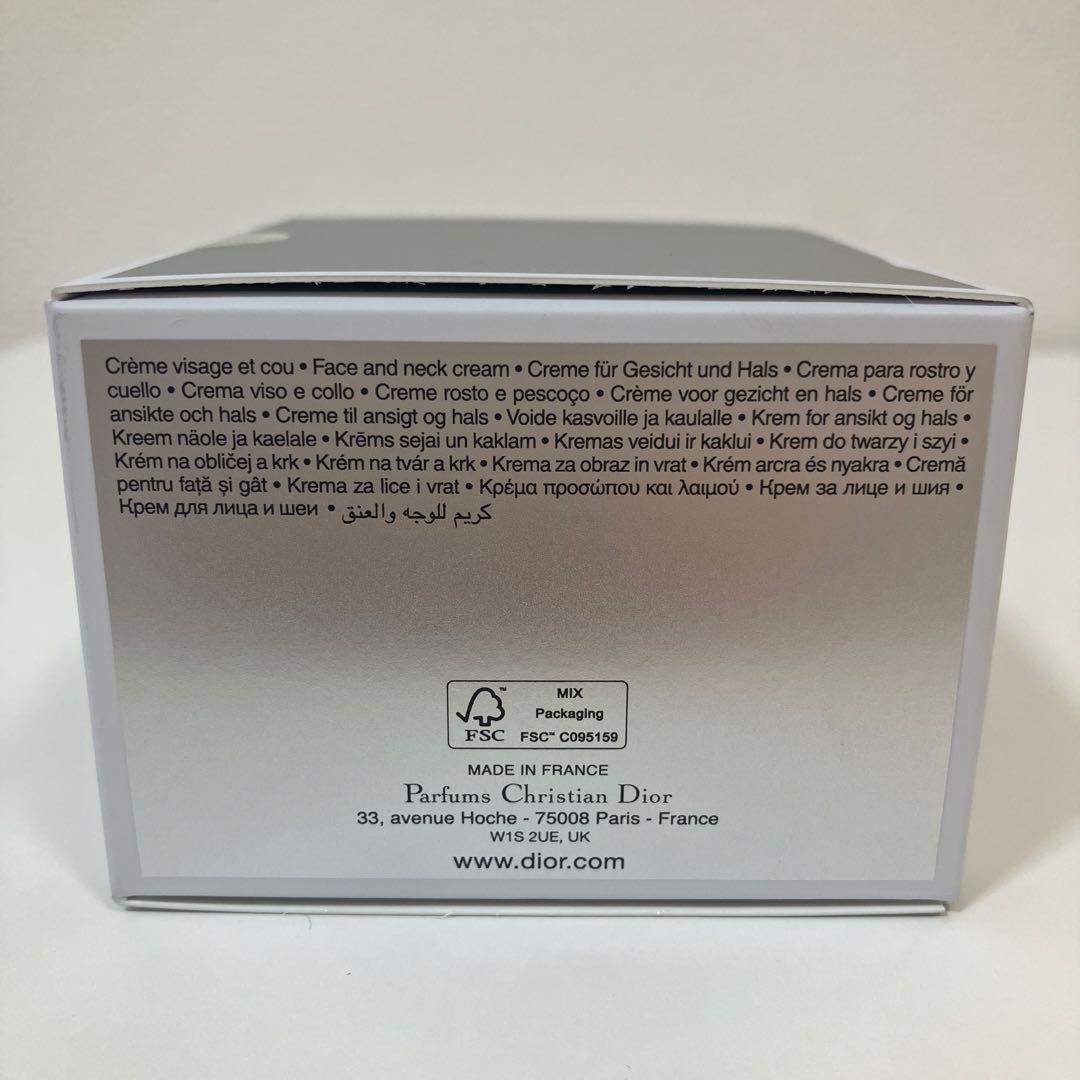 Crème visage et cou • Face and neck cream • Creme für Gesicht und Hals • Crema para rostro y
cuello • Crema viso e collo • Creme rosto e pescoço • Crème voor gezicht en hals • Creme för
ansikte och hals • Creme til ansigt og hals • Voide kasvoille ja kaulalle • Krem for ansikt og hals •
Kreem näole ja kaelale • Krēms sejai un kaklam • Kremas veidui ir kaklui • Krem do twarzy i szyi •
Krém na obličej a krk • Krém na tvár a krk • Krema za obraz in vrat • Krém arcra és nyakra • Cremă
pentru față și gât • Krema za lice i vrat • Κρέμα προσώπου και λαιμού • Крем за лице и шия •
Крем для лица и шеи • كريم للوجه والعنق
FSC™
MIX
Packaging
FSC™ C095159
MADE IN FRANCE
Parfums Christian Dior
33, avenue Hoche - 75008 Paris - France
W1S 2UE, UK
www.dior.com